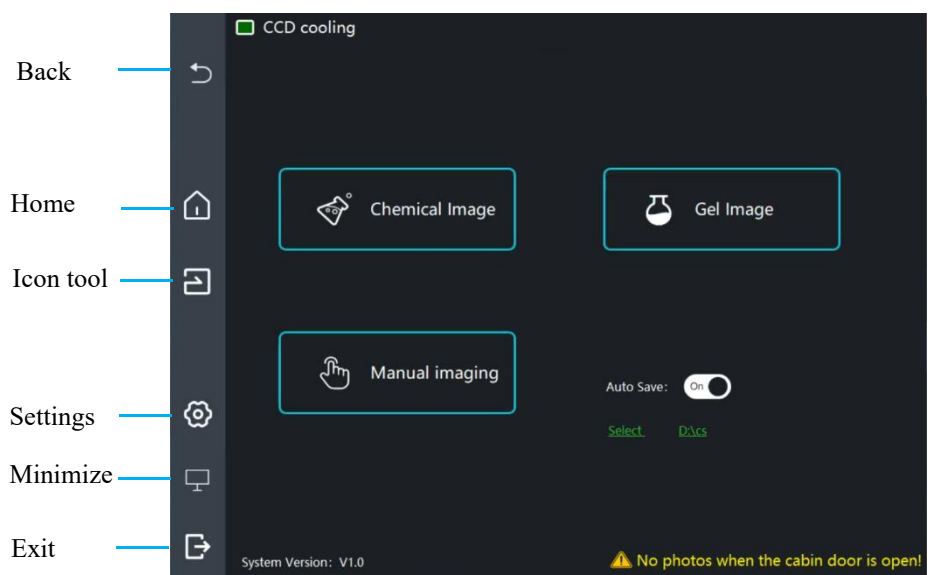 CCD cooling
Back
Home
Icon tool
Settings
Minimize
Exit
Chemical Image
Gel Image
Manual imaging
Auto Save: On
Select D:\cs
System Version: V1.0
No photos when the cabin door is open!